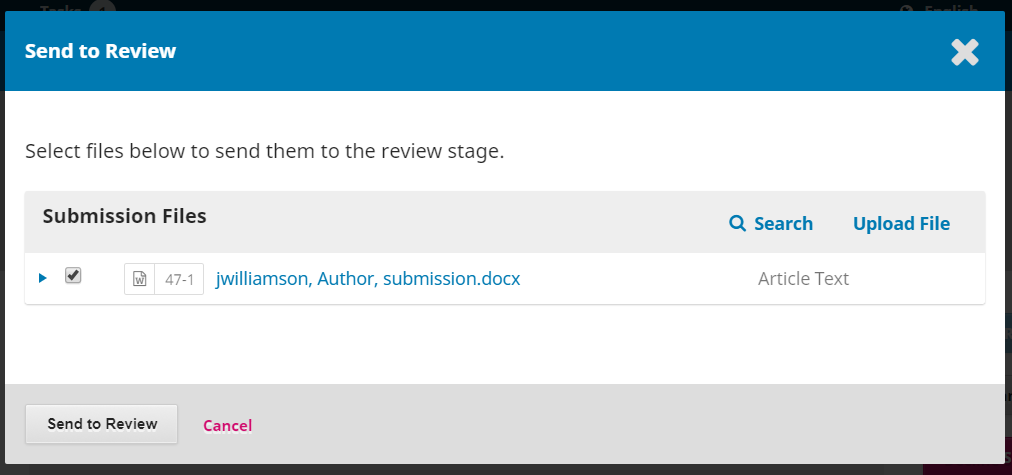 Tasks
English
Send to Review
Select files below to send them to the review stage.
Submission Files
Search Upload File
W 47-1 jwilliamson, Author, submission.docx Article Text
Send to Review Cancel